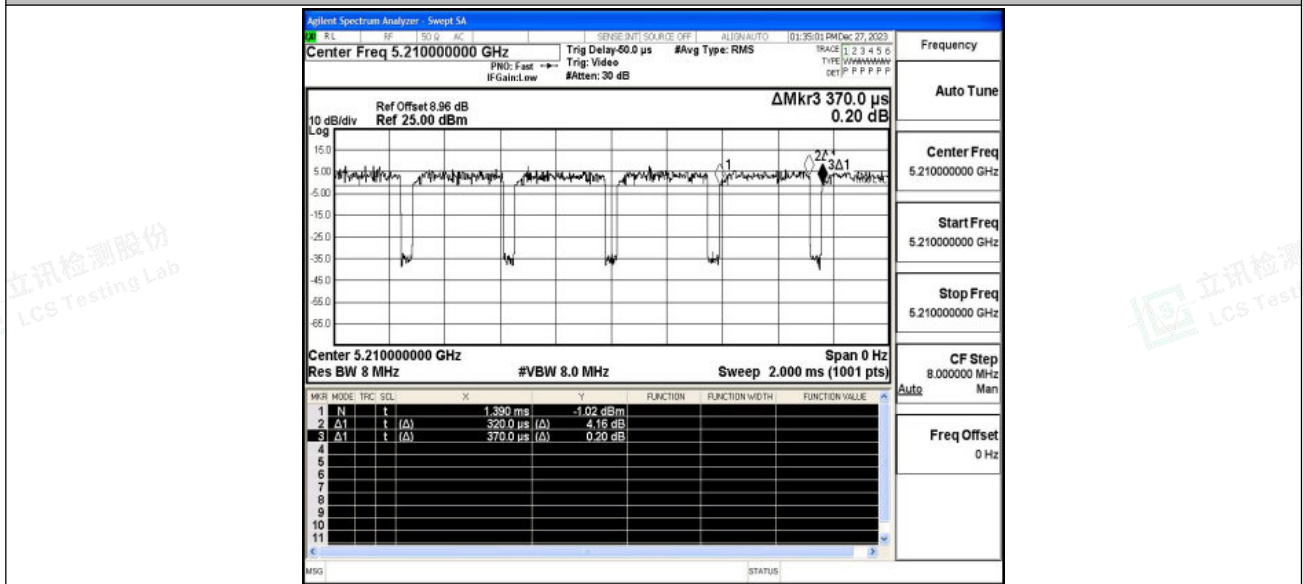 Agilent Spectrum Analyzer - Swept SA
RL RF 50 Ω AC SENSE:INT SOURCE OFF ALIGNAUTO 01:35:01 PM Dec 27, 2023
Center Freq 5.210000000 GHz
PNO: Fast
IFGain:Low
Trig Delay-50.0 µs
Trig: Video
#Atten: 30 dB
#Avg Type: RMS
TRACE 1 2 3 4 5 6
TYPE
DET P P P P P P
Frequency
Auto Tune
ΔMkr3 370.0 µs
0.20 dB
Ref Offset 8.96 dB
10 dB/div Ref 25.00 dBm
Log
15.0
5.00
-5.00
-15.0
-25.0
-35.0
-45.0
-55.0
-65.0
1
3Δ1
Center Freq
5.210000000 GHz
Start Freq
5.210000000 GHz
Stop Freq
5.210000000 GHz
CF Step
8.000000 MHz
Auto Man
Freq Offset
0 Hz
Center 5.210000000 GHz Span 0 Hz
Res BW 8 MHz #VBW 8.0 MHz Sweep 2.000 ms (1001 pts)
MKR MODE TRC SCL X Y FUNCTION FUNCTION WIDTH FUNCTION VALUE
1 N t 1.390 ms -1.02 dBm
2 Δ1 t (Δ) 320.0 µs (Δ) 4.16 dB
3 Δ1 t (Δ) 370.0 µs (Δ) 0.20 dB
4
5
6
7
8
9
10
11
MSG STATUS
立讯检测股份
LCS Testing Lab
立讯检测
LCS Test